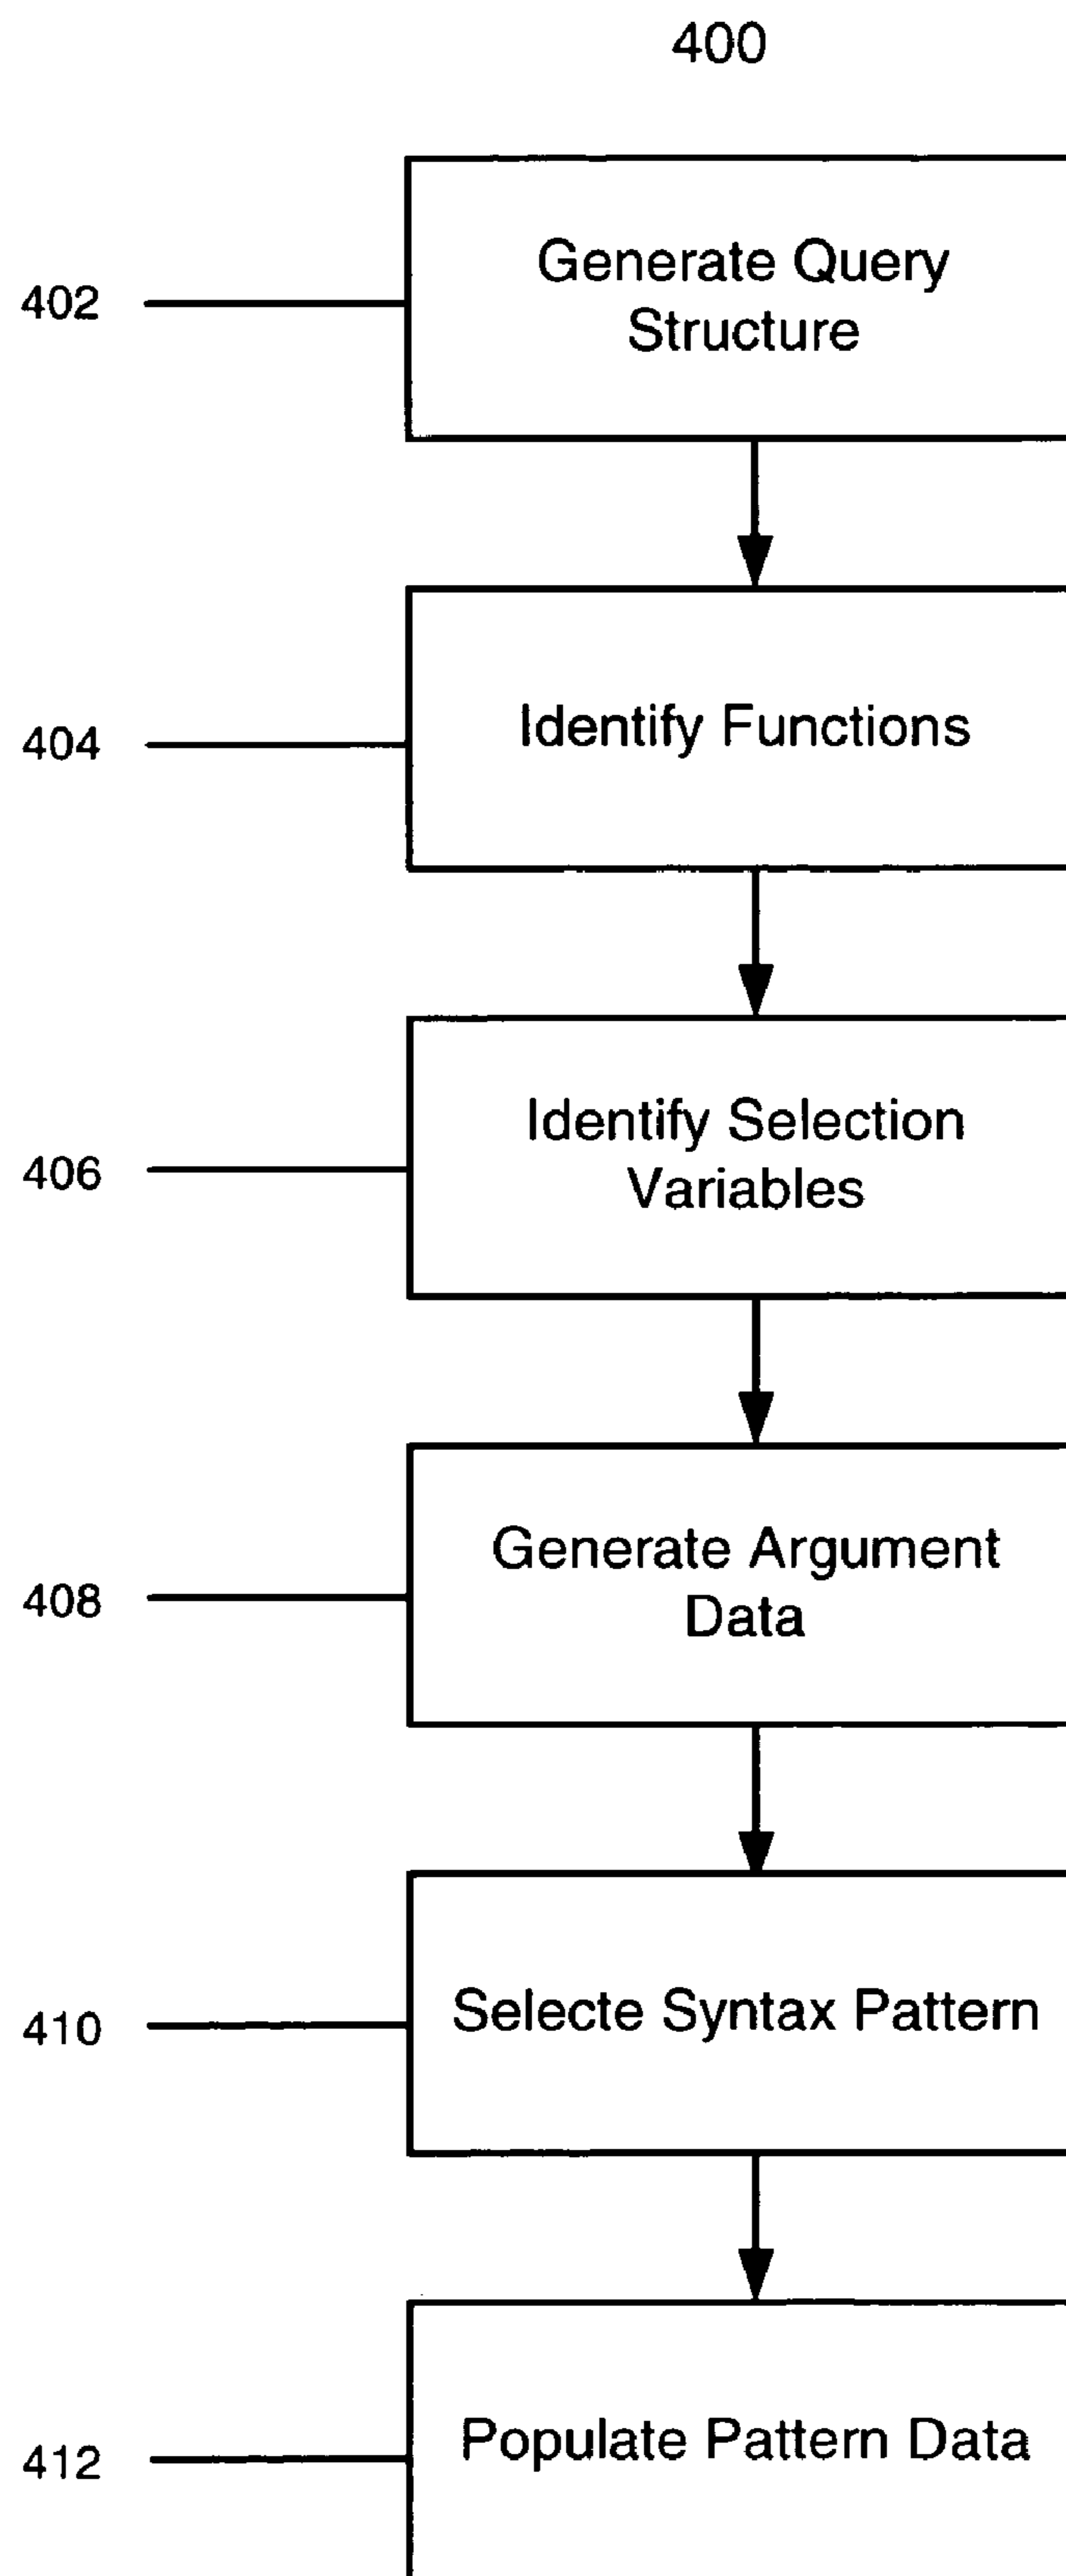 400
402
Generate Query
Structure
404
Identify Functions
406
Identify Selection
Variables
408
Generate Argument
Data
410
Selecte Syntax Pattern
412
Populate Pattern Data